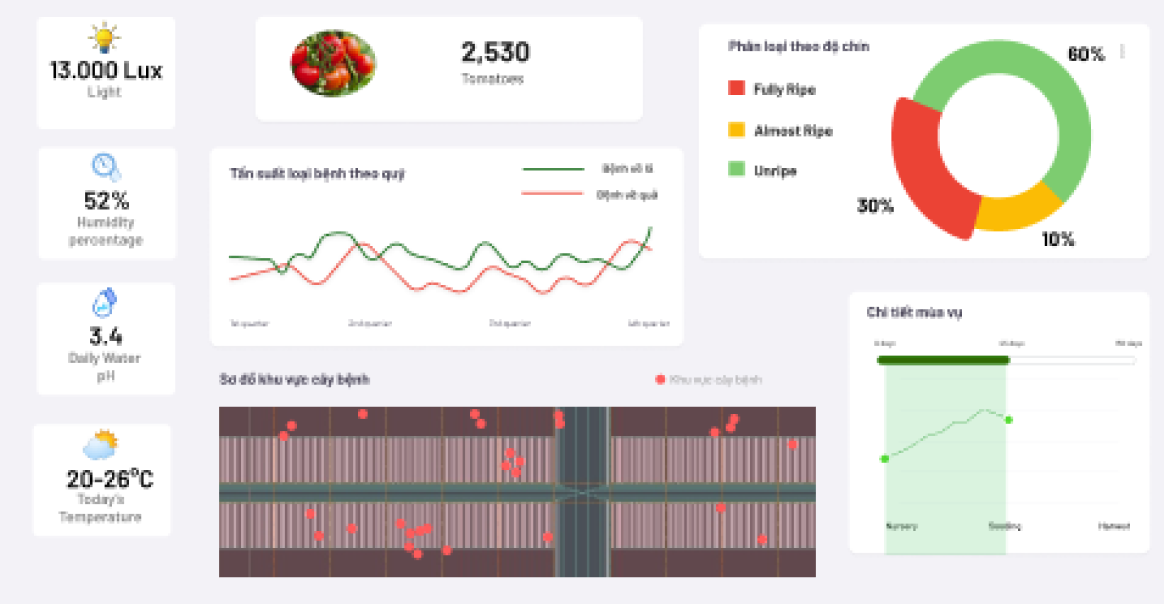 13.000 Lux
Light
52%
Humidity
percentage
3.4
Daily Water
pH
20-26°C
Today's
Temperature
2,530
Tomatoes
Tần suất loại bệnh theo quý
Bệnh về lá
Bệnh về quả
1st quarter
2nd quarter
3rd quarter
4th quarter
Phân loại theo độ chín
Fully Ripe
Almost Ripe
Unripe
60%
30%
10%
Sơ đồ khu vực cây bệnh
Khu vực cây bệnh
Chi tiết mùa vụ
days
days
days
Nursery
Seeding
Harvest